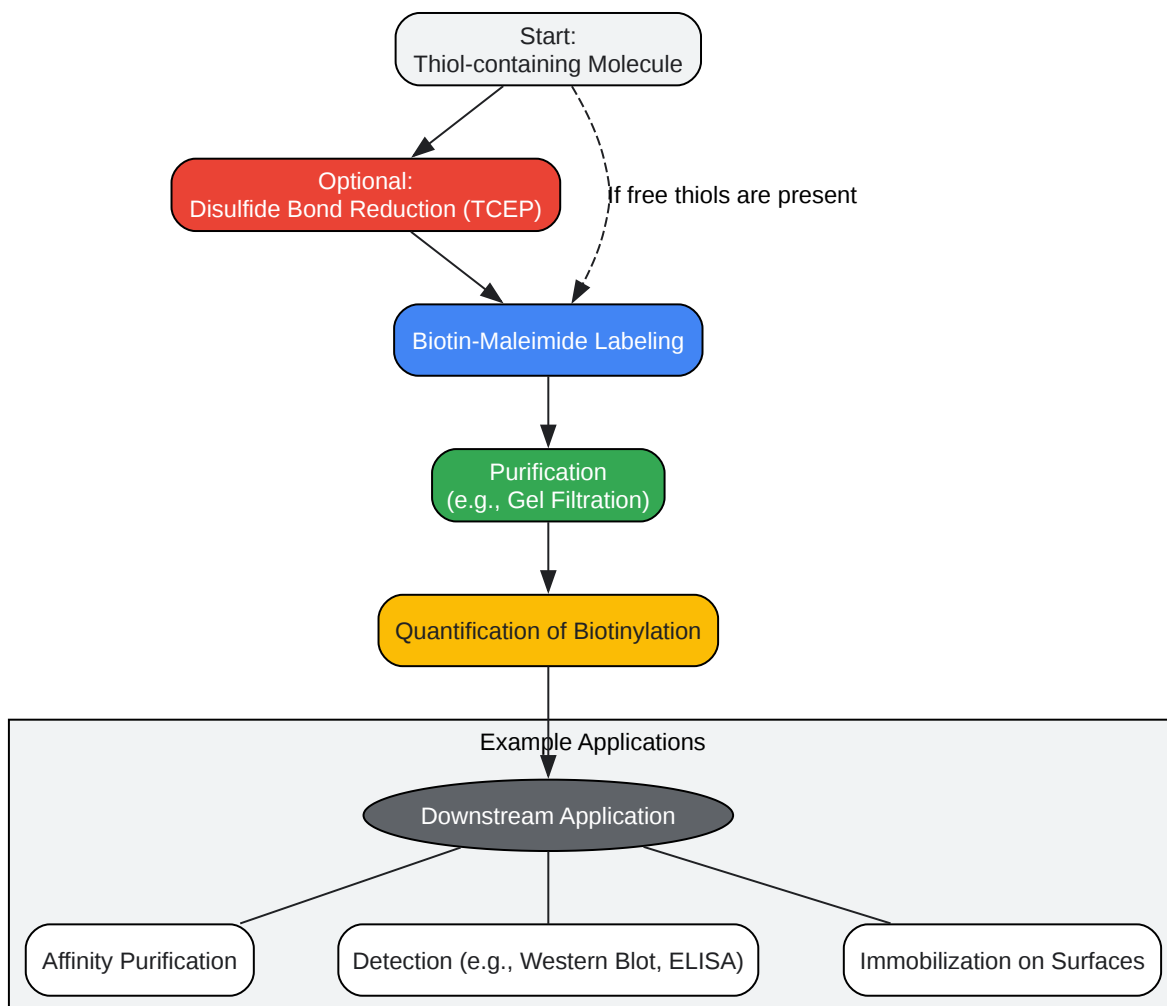 Start:
Thiol-containing Molecule
Optional:
Disulfide Bond Reduction (TCEP)
If free thiols are present
Biotin-Maleimide Labeling
Purification
(e.g., Gel Filtration)
Quantification of Biotinylation
Example Applications
Downstream Application
Affinity Purification
Detection (e.g., Western Blot, ELISA)
Immobilization on Surfaces